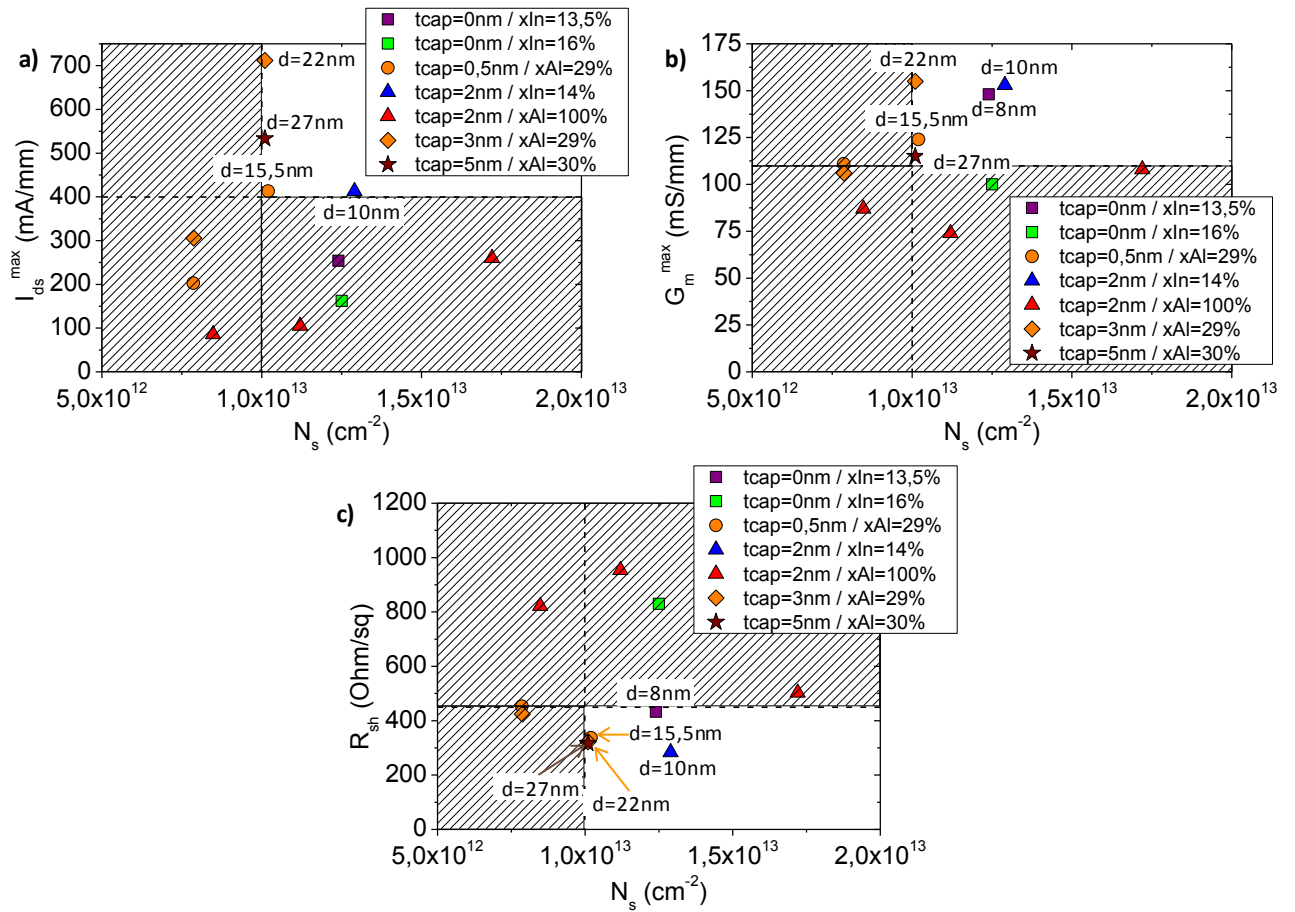 a)
tcap=0nm / xIn=13,5%
tcap=0nm / xIn=16%
tcap=0,5nm / xAl=29%
tcap=2nm / xIn=14%
tcap=2nm / xAl=100%
tcap=3nm / xAl=29%
tcap=5nm / xAl=30%
d=22nm
d=27nm
d=15,5nm
d=10nm
700
600
500
400
300
200
100
0
I_ds^max (mA/mm)
5,0x10^12
1,0x10^13
1,5x10^13
2,0x10^13
N_s (cm^-2)
b)
d=22nm
d=10nm
d=8nm
d=15,5nm
d=27nm
175
150
125
100
75
50
25
0
G_m^max (mS/mm)
tcap=0nm / xIn=13,5%
tcap=0nm / xIn=16%
tcap=0,5nm / xAl=29%
tcap=2nm / xIn=14%
tcap=2nm / xAl=100%
tcap=3nm / xAl=29%
tcap=5nm / xAl=30%
5,0x10^12
1,0x10^13
1,5x10^13
2,0x10^13
N_s (cm^-2)
c)
tcap=0nm / xIn=13,5%
tcap=0nm / xIn=16%
tcap=0,5nm / xAl=29%
tcap=2nm / xIn=14%
tcap=2nm / xAl=100%
tcap=3nm / xAl=29%
tcap=5nm / xAl=30%
1200
1000
800
600
400
200
0
R_sh (Ohm/sq)
d=8nm
d=15,5nm
d=10nm
d=27nm
d=22nm
5,0x10^12
1,0x10^13
1,5x10^13
2,0x10^13
N_s (cm^-2)